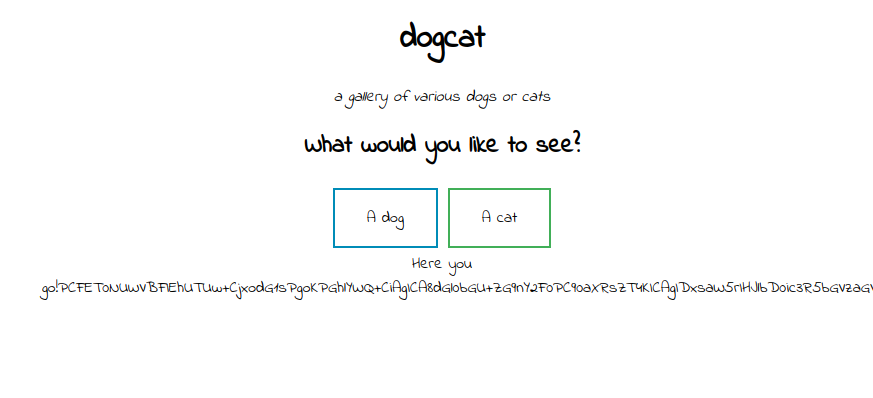 dogcat
a gallery of various dogs or cats
What would you like to see?
A dog A cat
Here you
go!PCFET0NUWVBFIEhUTUw+CjxodG1sPgoKPGhlYWQ+CiAgICA8dGl0bGU+ZG9nY2F0PC90aXRsZT4KICAgIDxsaW5rIHJlbD0ic3R5bGVzaGV